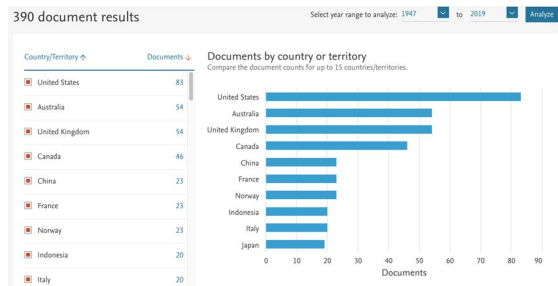 390 document results
Select year range to analyze: 1947 to 2019 Analyze
Country/Territory ↑ Documents ↓
United States 83
Australia 54
United Kingdom 54
Canada 46
China 23
France 23
Norway 23
Indonesia 20
Italy 20
Documents by country or territory
Compare the document counts for up to 15 countries/territories.
United States
Australia
United Kingdom
Canada
China
France
Norway
Indonesia
Italy
Japan
0 10 20 30 40 50 60 70 80 90
Documents